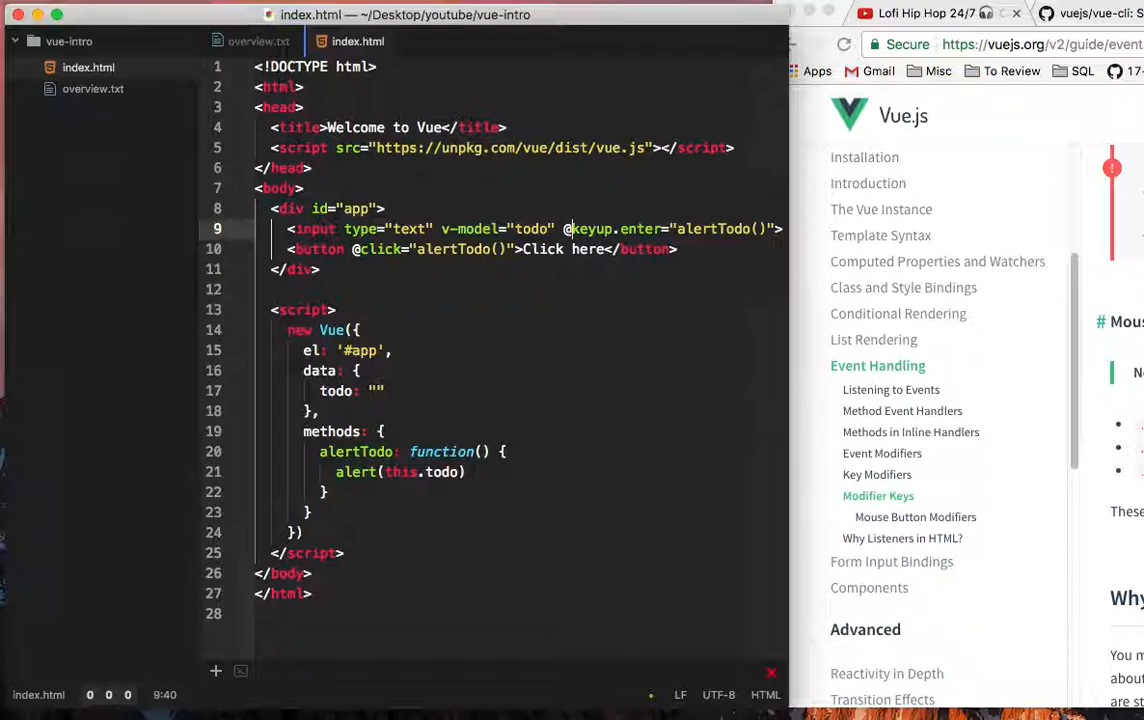 index.html — ~/Desktop/youtube/vue-intro
vue-intro
index.html
overview.txt
overview.txt
index.html
1 <!DOCTYPE html>
2 <html>
3 <head>
4 <title>Welcome to Vue</title>
5 <script src="https://unpkg.com/vue/dist/vue.js"></script>
6 </head>
7 <body>
8 <div id="app">
9 <input type="text" v-model="todo" @keyup.enter="alertTodo()">
10 <button @click="alertTodo()">Click here</button>
11 </div>
12
13 <script>
14 new Vue({
15 el: '#app',
16 data: {
17 todo: ""
18 },
19 methods: {
20 alertTodo: function() {
21 alert(this.todo)
22 }
23 }
24 })
25 </script>
26 </body>
27 </html>
28
index.html 0 0 0 9:40 LF UTF-8 HTML
Lofi Hip Hop 24/7
vuejs/vue-cli:
Secure https://vuejs.org/v2/guide/event
Apps Gmail Misc To Review SQL 17-
Vue.js
Installation
Introduction
The Vue Instance
Template Syntax
Computed Properties and Watchers
Class and Style Bindings
Conditional Rendering
List Rendering
Event Handling
Listening to Events
Method Event Handlers
Methods in Inline Handlers
Event Modifiers
Key Modifiers
Modifier Keys
Mouse Button Modifiers
Why Listeners in HTML?
Form Input Bindings
Components
Advanced
Reactivity in Depth
Transition Effects
!
# Mous
Ne
These
Why
You m
about
are st